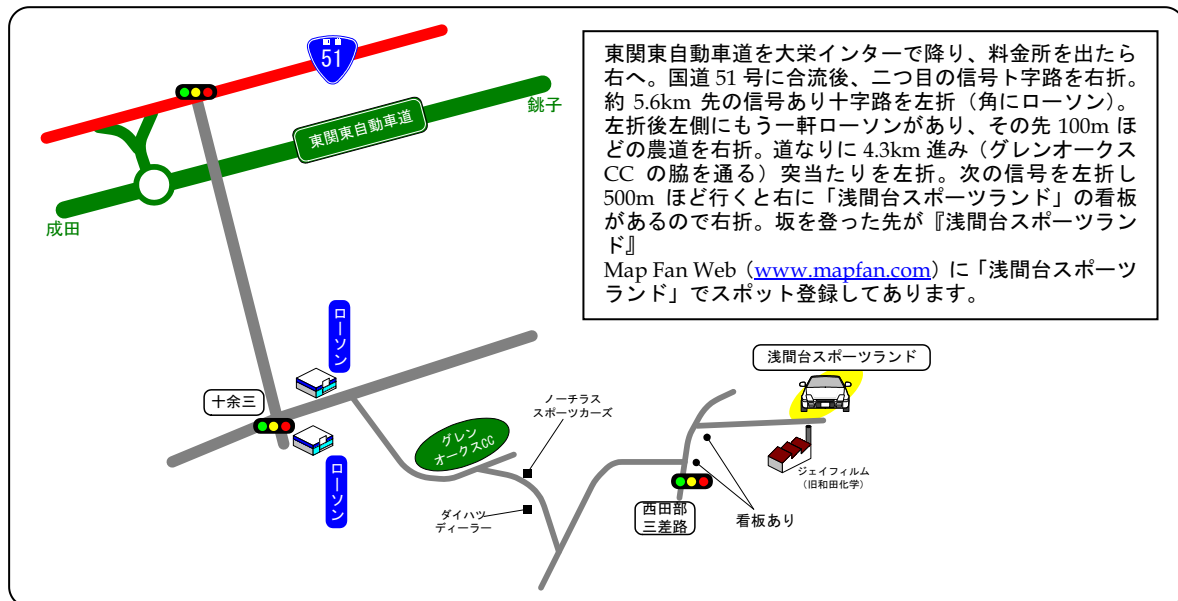 国道
51
東関東自動車道
銚子
成田
東関東自動車道を大栄インターで降り、料金所を出たら
右へ。国道 51 号に合流後、二つ目の信号ト字路を右折。
約 5.6km 先の信号あり十字路を左折（角にローソン）。
左折後左側にもう一軒ローソンがあり、その先 100m ほ
どの農道を右折。道なりに 4.3km 進み（グレンオークス
CC の脇を通る）突当たりを左折。次の信号を左折し
500m ほど行くと右に「浅間台スポーツランド」の看板
があるので右折。坂を登った先が『浅間台スポーツラン
ド』
Map Fan Web（www.mapfan.com）に「浅間台スポーツ
ランド」でスポット登録してあります。
ローソン
浅間台スポーツランド
十余三
ノーチラス
スポーツカーズ
グレン
オークスCC
ローソン
ジェイフィルム
（旧和田化学）
ダイハツ
ディーラー
西田部
三差路
看板あり